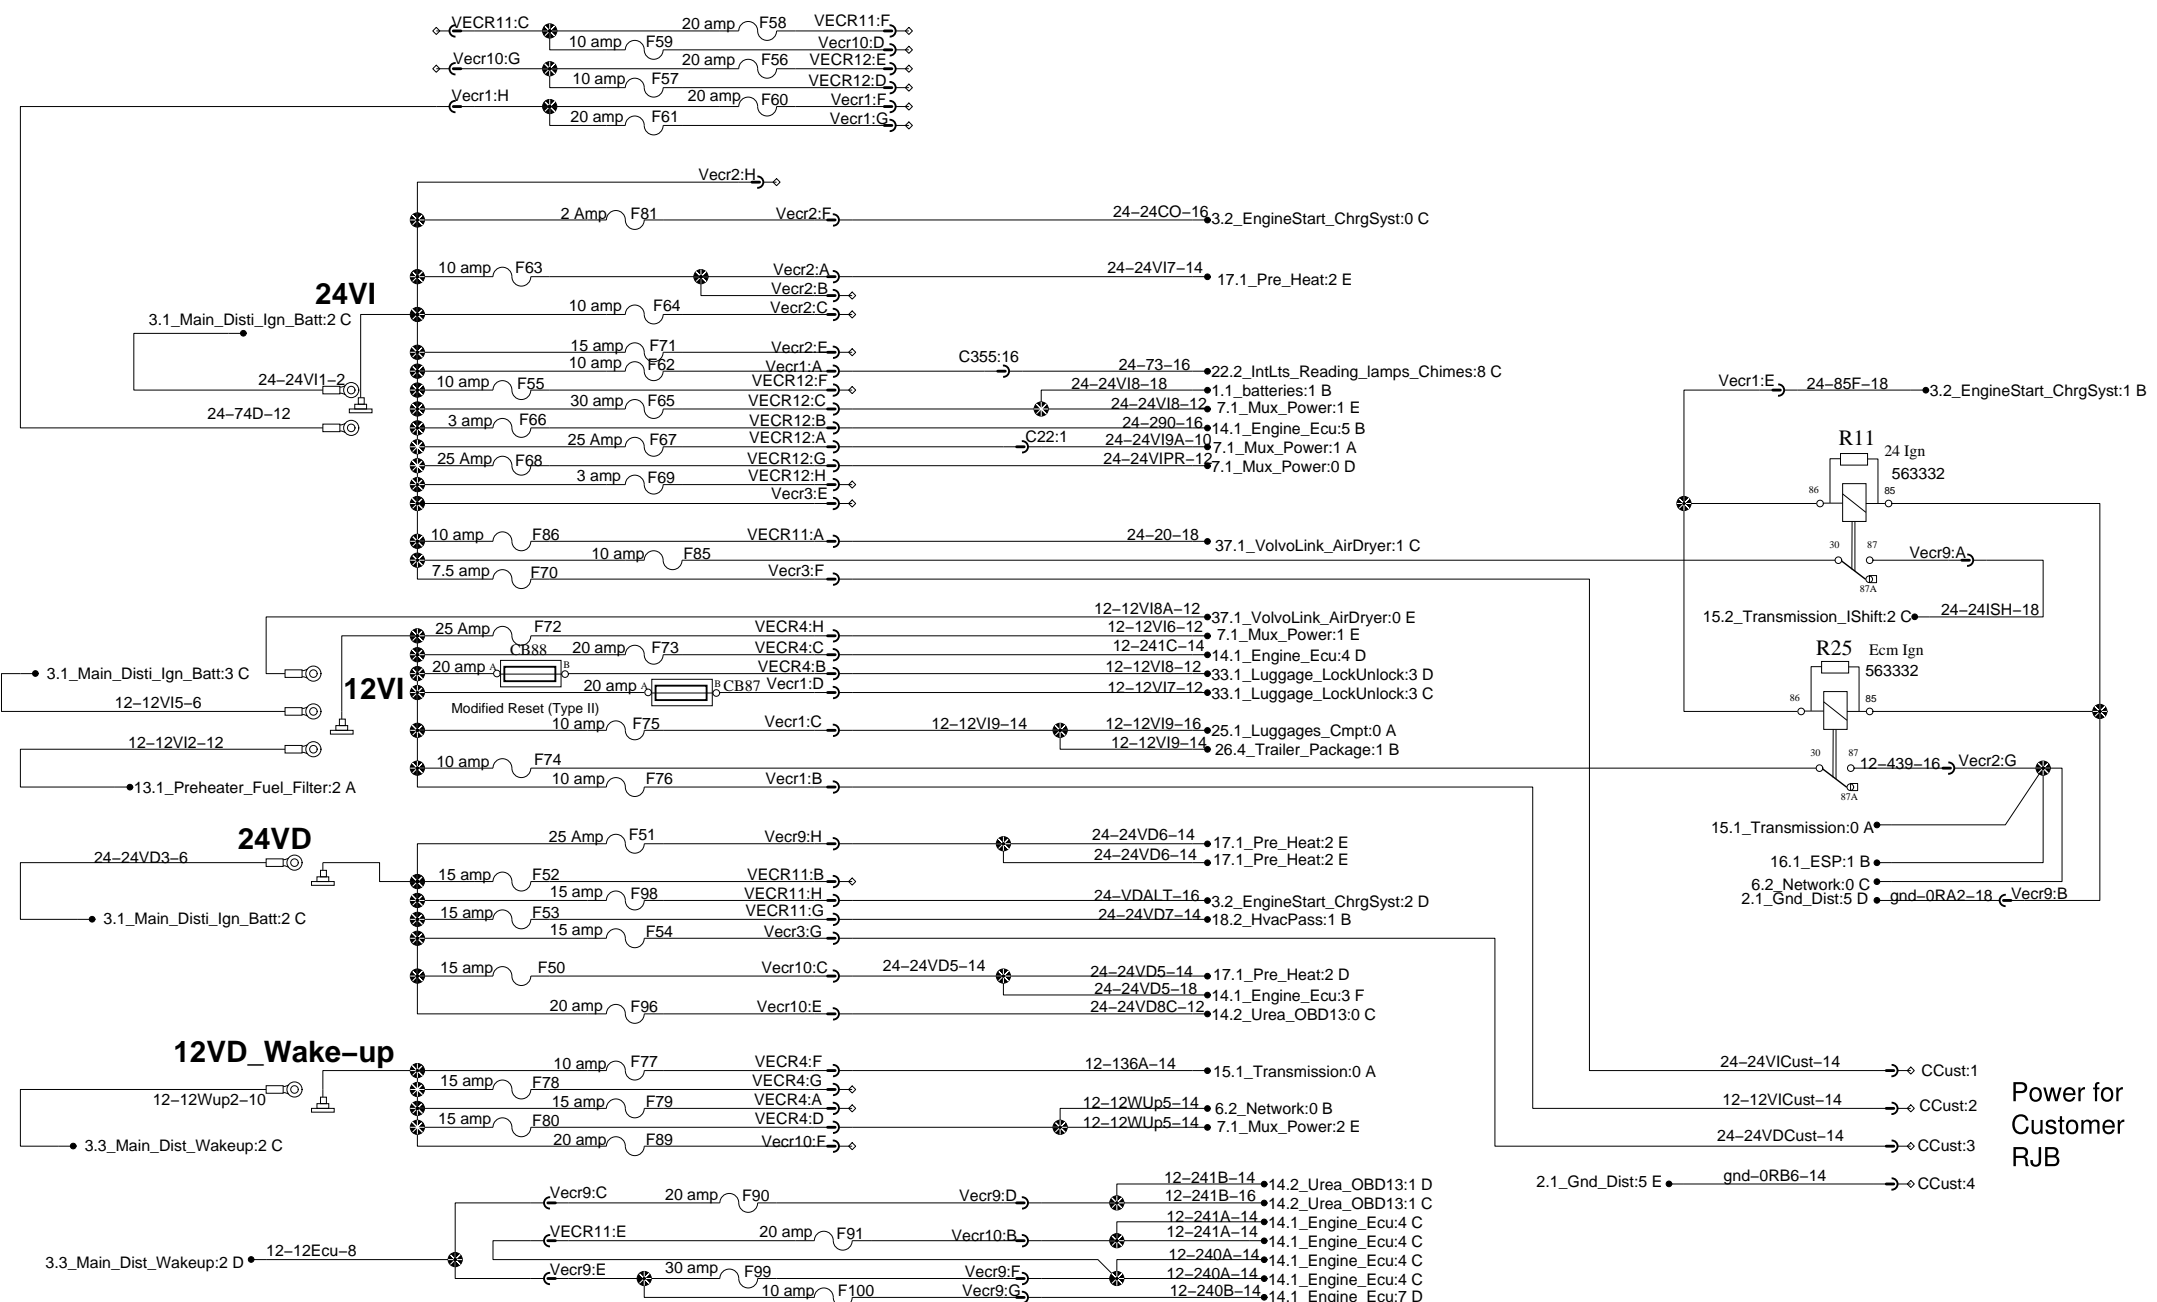 VECR11:C 20 amp F58 VECR11:F
10 amp F59 Vecr10:D
Vecr10:G 20 amp F56 VECR12:E
10 amp F57 VECR12:D
Vecr1:H 20 amp F60 Vecr1:F
20 amp F61 Vecr1:G
Vecr2:H
2 Amp F81 Vecr2:F 24−24CO−16 3.2_EngineStart_ChrgSyst:0 C
10 amp F63 Vecr2:A 24−24VI7−14 17.1_Pre_Heat:2 E
Vecr2:B
24VI
10 amp F64 Vecr2:C
3.1_Main_Disti_Ign_Batt:2 C
15 amp F71 Vecr2:E
10 amp F62 Vecr1:A C355:16 24−73−16 22.2_IntLts_Reading_lamps_Chimes:8 C
24−24VI1−2
10 amp F55 VECR12:F 24−24VI8−18 1.1_batteries:1 B
30 amp F65 VECR12:C 24−24VI8−12 7.1_Mux_Power:1 E
24−74D−12
3 amp F66 VECR12:B 24−290−16 14.1_Engine_Ecu:5 B
25 Amp F67 VECR12:A C22:1 24−24VI9A−10 7.1_Mux_Power:1 A
25 Amp F68 VECR12:G 24−24VIPR−12 7.1_Mux_Power:0 D
3 amp F69 VECR12:H
Vecr3:E
10 amp F86 VECR11:A 24−20−18 37.1_VolvoLink_AirDryer:1 C
10 amp F85
7.5 amp F70 Vecr3:F
Vecr1:E 24−85F−18 3.2_EngineStart_ChrgSyst:1 B
R11 24 Ign
563332
86 85
30 87 Vecr9:A
87A
15.2_Transmission_IShift:2 C 24−24ISH−18
R25 Ecm Ign
563332
86 85
30 87 12−439−16 Vecr2:G
87A
15.1_Transmission:0 A
16.1_ESP:1 B
6.2_Network:0 C
2.1_Gnd_Dist:5 D gnd−0RA2−18 Vecr9:B
12−12VI8A−12 37.1_VolvoLink_AirDryer:0 E
25 Amp F72 VECR4:H 12−12VI6−12 7.1_Mux_Power:1 E
CB88 20 amp F73 VECR4:C 12−241C−14 14.1_Engine_Ecu:4 D
3.1_Main_Disti_Ign_Batt:3 C
20 amp A B VECR4:B 12−12VI8−12 33.1_Luggage_LockUnlock:3 D
12VI
20 amp A B CB87 Vecr1:D 12−12VI7−12 33.1_Luggage_LockUnlock:3 C
12−12VI5−6
Modified Reset (Type II)
10 amp F75 Vecr1:C 12−12VI9−14 12−12VI9−16 25.1_Luggages_Cmpt:0 A
12−12VI2−12
12−12VI9−14 26.4_Trailer_Package:1 B
10 amp F74
13.1_Preheater_Fuel_Filter:2 A
10 amp F76 Vecr1:B
24VD
25 Amp F51 Vecr9:H 24−24VD6−14 17.1_Pre_Heat:2 E
24−24VD3−6
24−24VD6−14 17.1_Pre_Heat:2 E
15 amp F52 VECR11:B
15 amp F98 VECR11:H 24−VDALT−16 3.2_EngineStart_ChrgSyst:2 D
3.1_Main_Disti_Ign_Batt:2 C
15 amp F53 VECR11:G 24−24VD7−14 18.2_HvacPass:1 B
15 amp F54 Vecr3:G
15 amp F50 Vecr10:C 24−24VD5−14 24−24VD5−14 17.1_Pre_Heat:2 D
24−24VD5−18 14.1_Engine_Ecu:3 F
20 amp F96 Vecr10:E 24−24VD8C−12 14.2_Urea_OBD13:0 C
12VD_Wake−up
10 amp F77 VECR4:F 12−136A−14 15.1_Transmission:0 A
15 amp F78 VECR4:G
12−12Wup2−10
15 amp F79 VECR4:A 12−12WUp5−14 6.2_Network:0 B
15 amp F80 VECR4:D 12−12WUp5−14 7.1_Mux_Power:2 E
3.3_Main_Dist_Wakeup:2 C
20 amp F89 Vecr10:F
24−24VICust−14 CCust:1
12−12VICust−14 CCust:2
24−24VDCust−14 CCust:3
2.1_Gnd_Dist:5 E gnd−0RB6−14 CCust:4
Power for
Customer
RJB
12−241B−14 14.2_Urea_OBD13:1 D
Vecr9:C 20 amp F90 Vecr9:D 12−241B−16 14.2_Urea_OBD13:1 C
12−241A−14 14.1_Engine_Ecu:4 C
VECR11:E 20 amp F91 Vecr10:B 12−241A−14 14.1_Engine_Ecu:4 C
3.3_Main_Dist_Wakeup:2 D 12−12Ecu−8
12−240A−14 14.1_Engine_Ecu:4 C
Vecr9:E 30 amp F99 Vecr9:F 12−240A−14 14.1_Engine_Ecu:4 C
10 amp F100 Vecr9:G 12−240B−14 14.1_Engine_Ecu:7 D